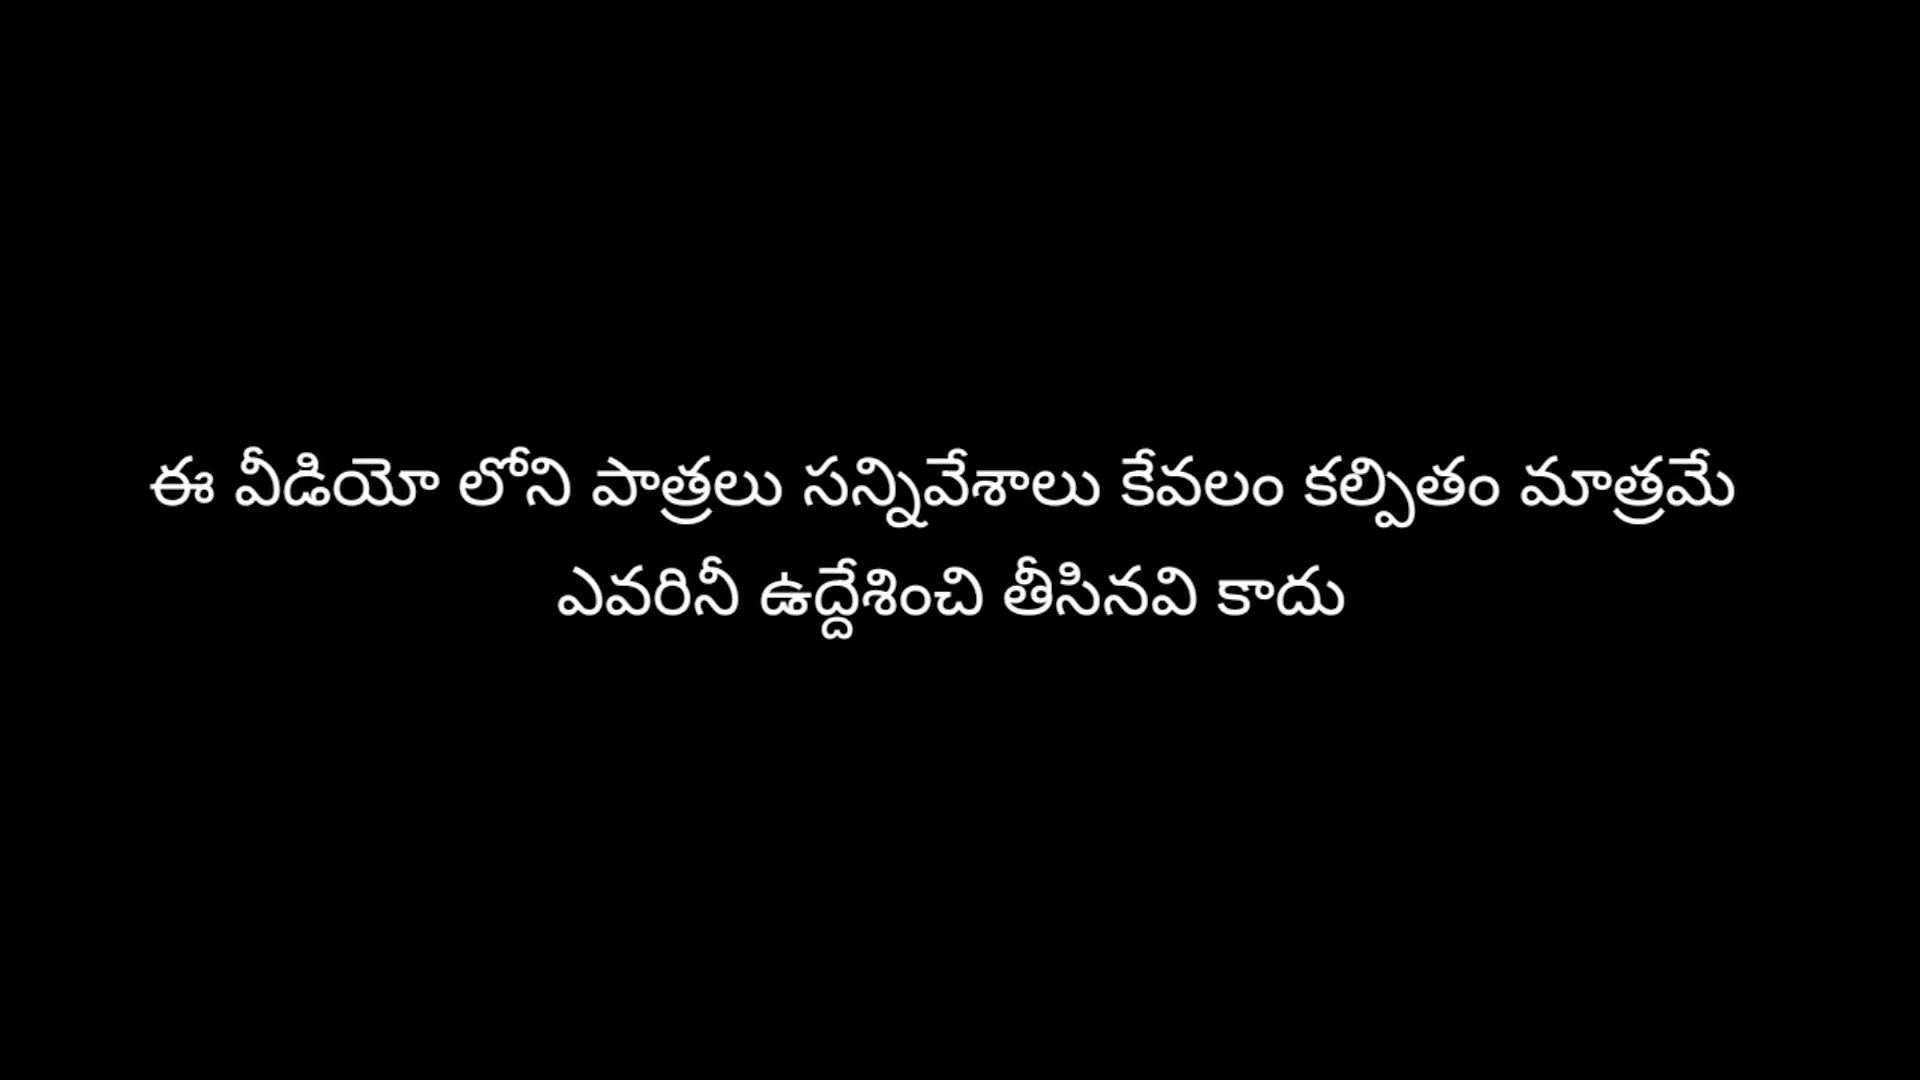 ఈ వీడియో లోని పాత్రలు సన్నివేశాలు కేవలం కల్పితం మాత్రమే
ఎవరినీ ఉద్దేశించి తీసినవి కాదు